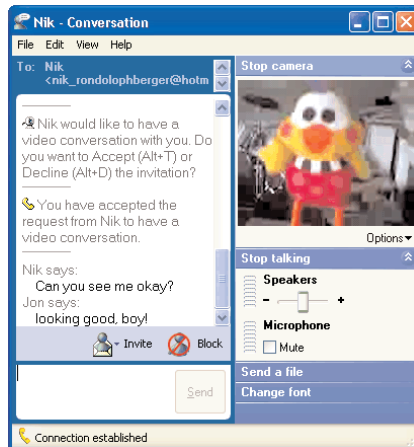 Nik - Conversation
File Edit View Help
To: Nik
<nik_rondolophberger@hotm
Nik would like to have a
video conversation with you. Do
you want to Accept (Alt+T) or
Decline (Alt+D) the invitation?
You have accepted the
request from Nik to have a
video conversation.
Nik says:
Can you see me okay?
Jon says:
looking good, boy!
Invite Block
Send
Connection established
Stop camera
Options
Stop talking
Speakers
- +
Microphone
Mute
Send a file
Change font